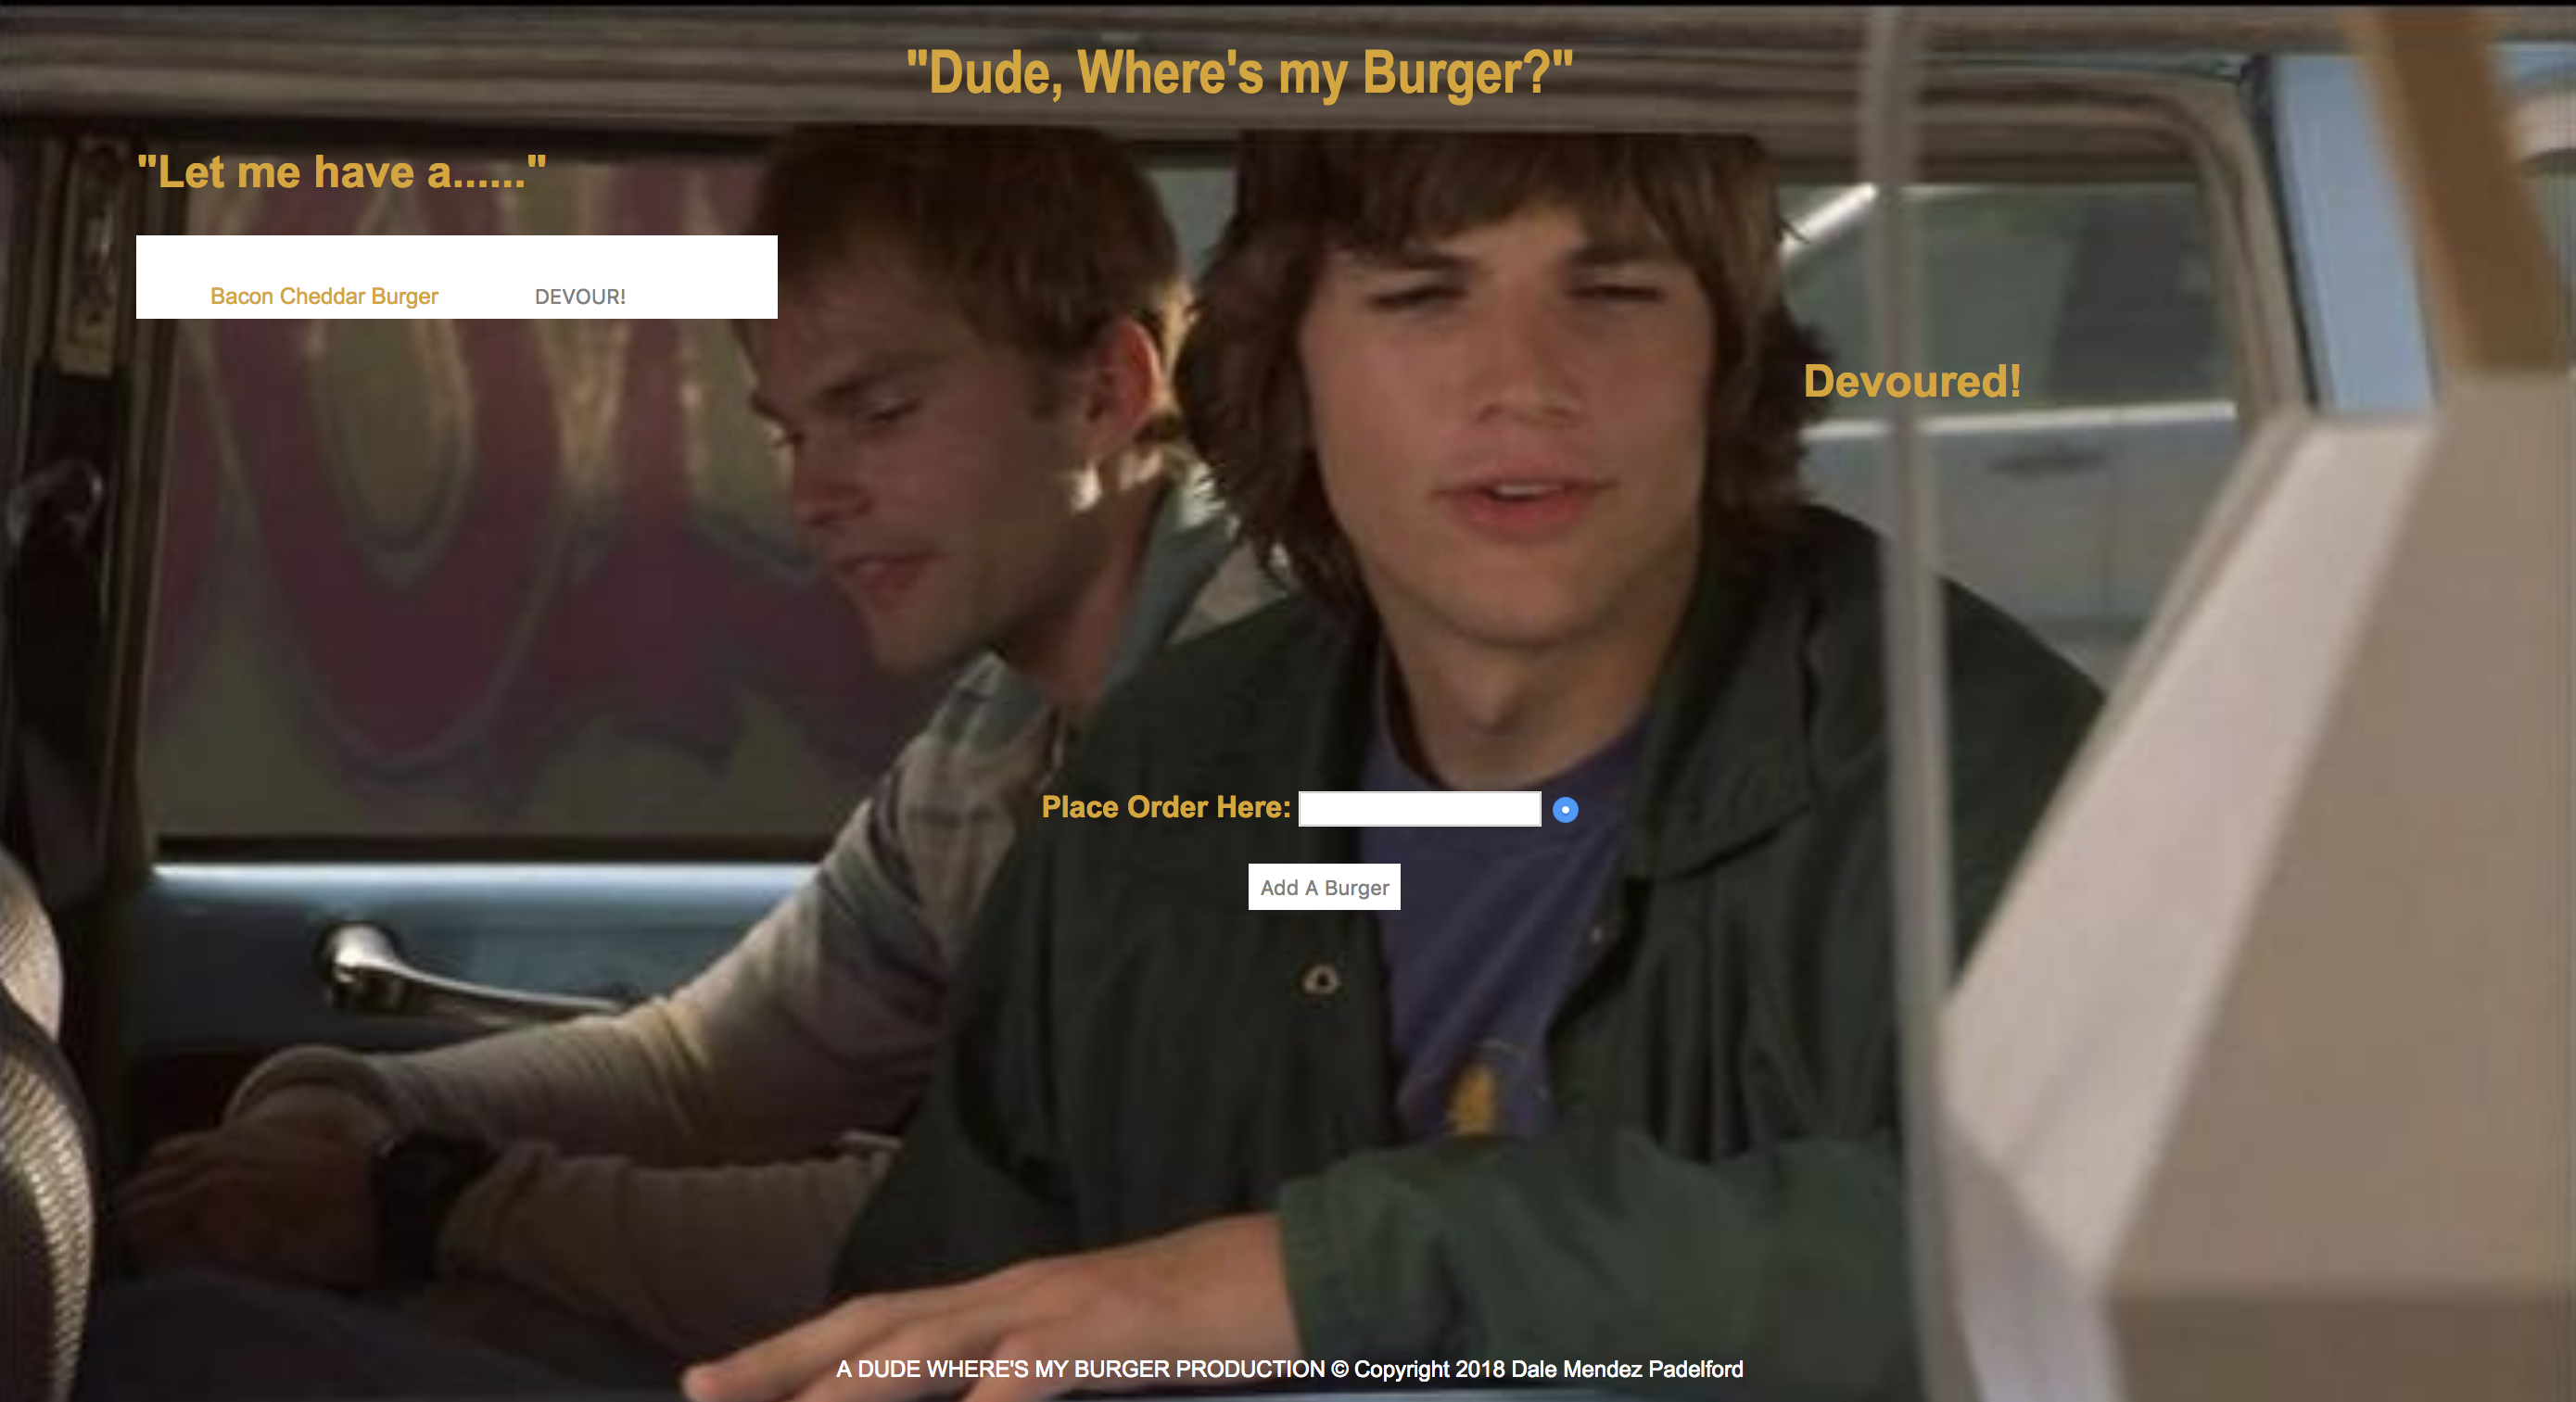 "Dude, Where's my Burger?"
"Let me have a......"
Bacon Cheddar Burger DEVOUR!
Devoured!
Place Order Here:
Add A Burger
A DUDE WHERE'S MY BURGER PRODUCTION © Copyright 2018 Dale Mendez Padelford